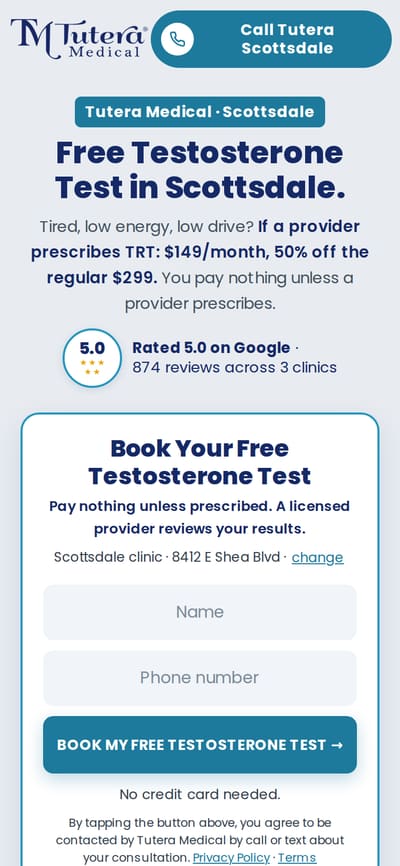 Tutera®
Medical
Call Tutera
Scottsdale
Tutera Medical · Scottsdale
Free Testosterone
Test in Scottsdale.
Tired, low energy, low drive? If a provider
prescribes TRT: $149/month, 50% off the
regular $299. You pay nothing unless a
provider prescribes.
5.0
Rated 5.0 on Google ·
874 reviews across 3 clinics
Book Your Free
Testosterone Test
Pay nothing unless prescribed. A licensed
provider reviews your results.
Scottsdale clinic · 8412 E Shea Blvd · change
Name
Phone number
BOOK MY FREE TESTOSTERONE TEST →
No credit card needed.
By tapping the button above, you agree to be
contacted by Tutera Medical by call or text about
your consultation. Privacy Policy · Terms